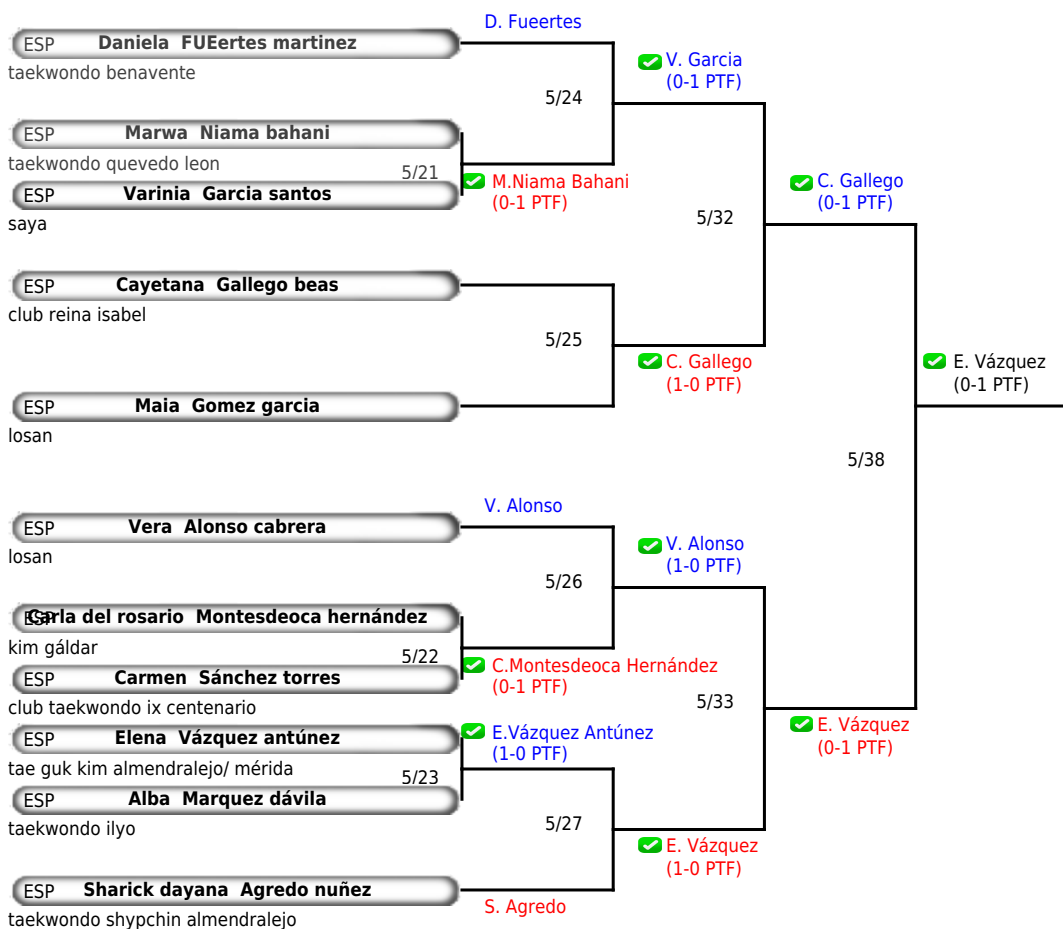 D. Fueertes
ESP Daniela FUEertes martinez
taekwondo benavente
V. Garcia
(0-1 PTF)
5/24
ESP Marwa Niama bahani
taekwondo quevedo leon
5/21
M.Niama Bahani
(0-1 PTF)
ESP Varinia Garcia santos
saya
C. Gallego
(0-1 PTF)
5/32
ESP Cayetana Gallego beas
club reina isabel
5/25
C. Gallego
(1-0 PTF)
E. Vázquez
(0-1 PTF)
ESP Maia Gomez garcia
losan
5/38
V. Alonso
ESP Vera Alonso cabrera
losan
V. Alonso
(1-0 PTF)
5/26
ESP Carla del rosario Montesdeoca hernández
kim gáldar
5/22
C.Montesdeoca Hernández
(0-1 PTF)
ESP Carmen Sánchez torres
club taekwondo ix centenario
5/33
E. Vázquez
(0-1 PTF)
ESP Elena Vázquez antúnez
E.Vázquez Antúnez
(1-0 PTF)
tae guk kim almendralejo/ mérida
5/23
ESP Alba Marquez dávila
taekwondo ilyo
5/27
E. Vázquez
(1-0 PTF)
ESP Sharick dayana Agredo nuñez
S. Agredo
taekwondo shypchin almendralejo